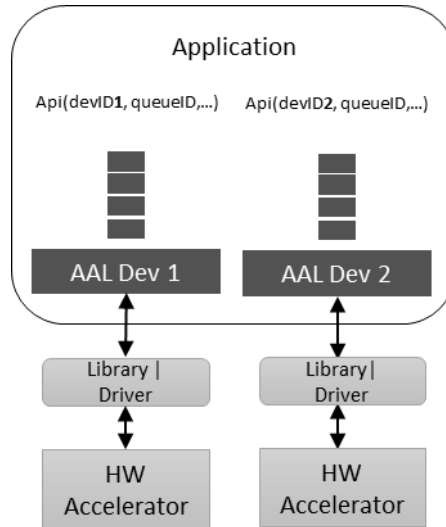 Application
Api(devID1, queueID,...)
Api(devID2, queueID,...)
AAL Dev 1
AAL Dev 2
Library |
Driver
Library|
Driver
HW
Accelerator
HW
Accelerator